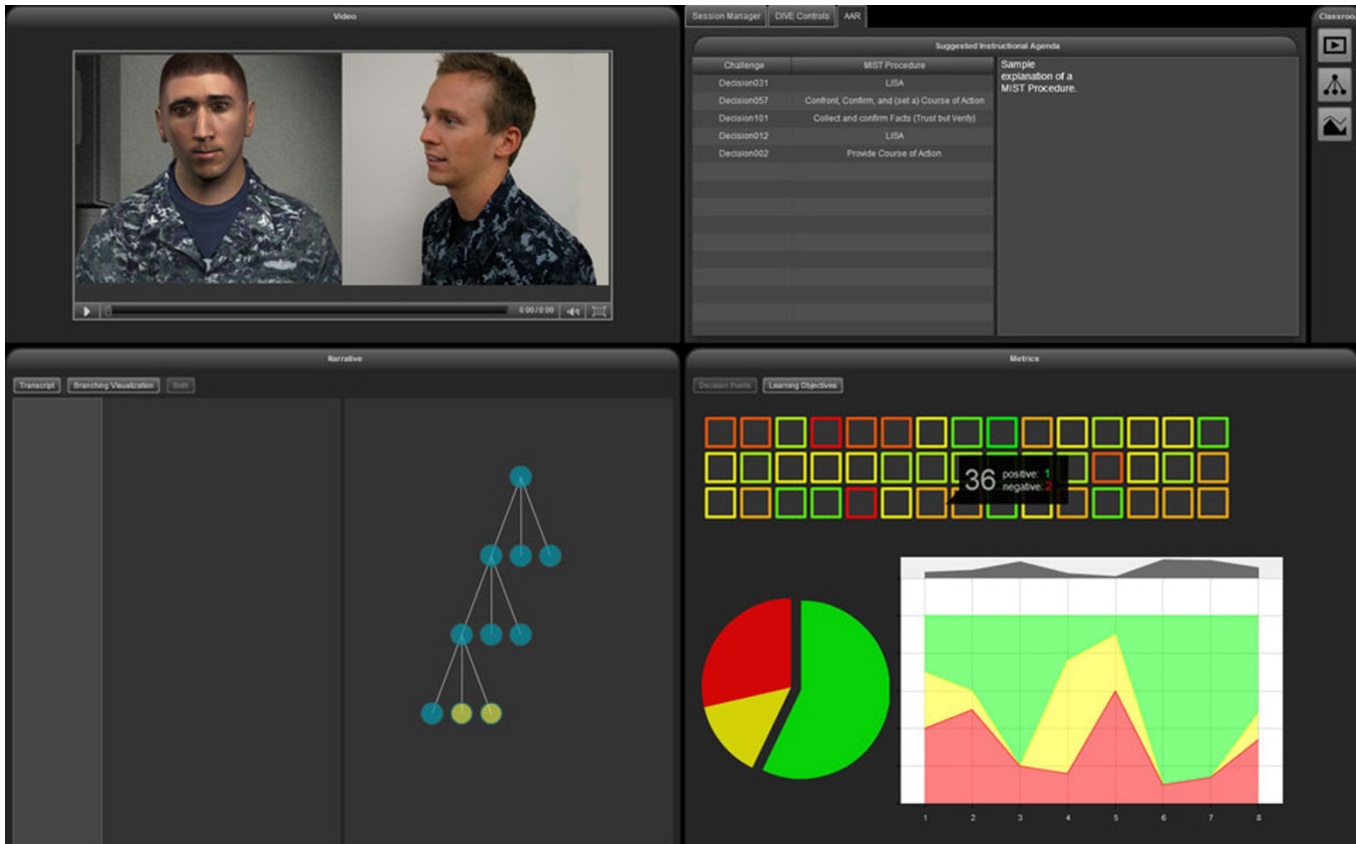 Video
0:00 / 0:00
Session Manager
DIVE Controls
AAR
Suggested Instructional Agenda
Challenge
MIST Procedure
Decision031
LISA
Decision057
Confront, Confirm, and (set a) Course of Action
Decision101
Collect and confirm Facts (Trust but Verify)
Decision012
LISA
Decision002
Provide Course of Action
Sample
explanation of a
MIST Procedure.
Classroo
Narrative
Transcript
Branching Visualization
Both
Metrics
Decision Points
Learning Objectives
36
positive: 1
negative: 2
1
2
3
4
5
6
7
8